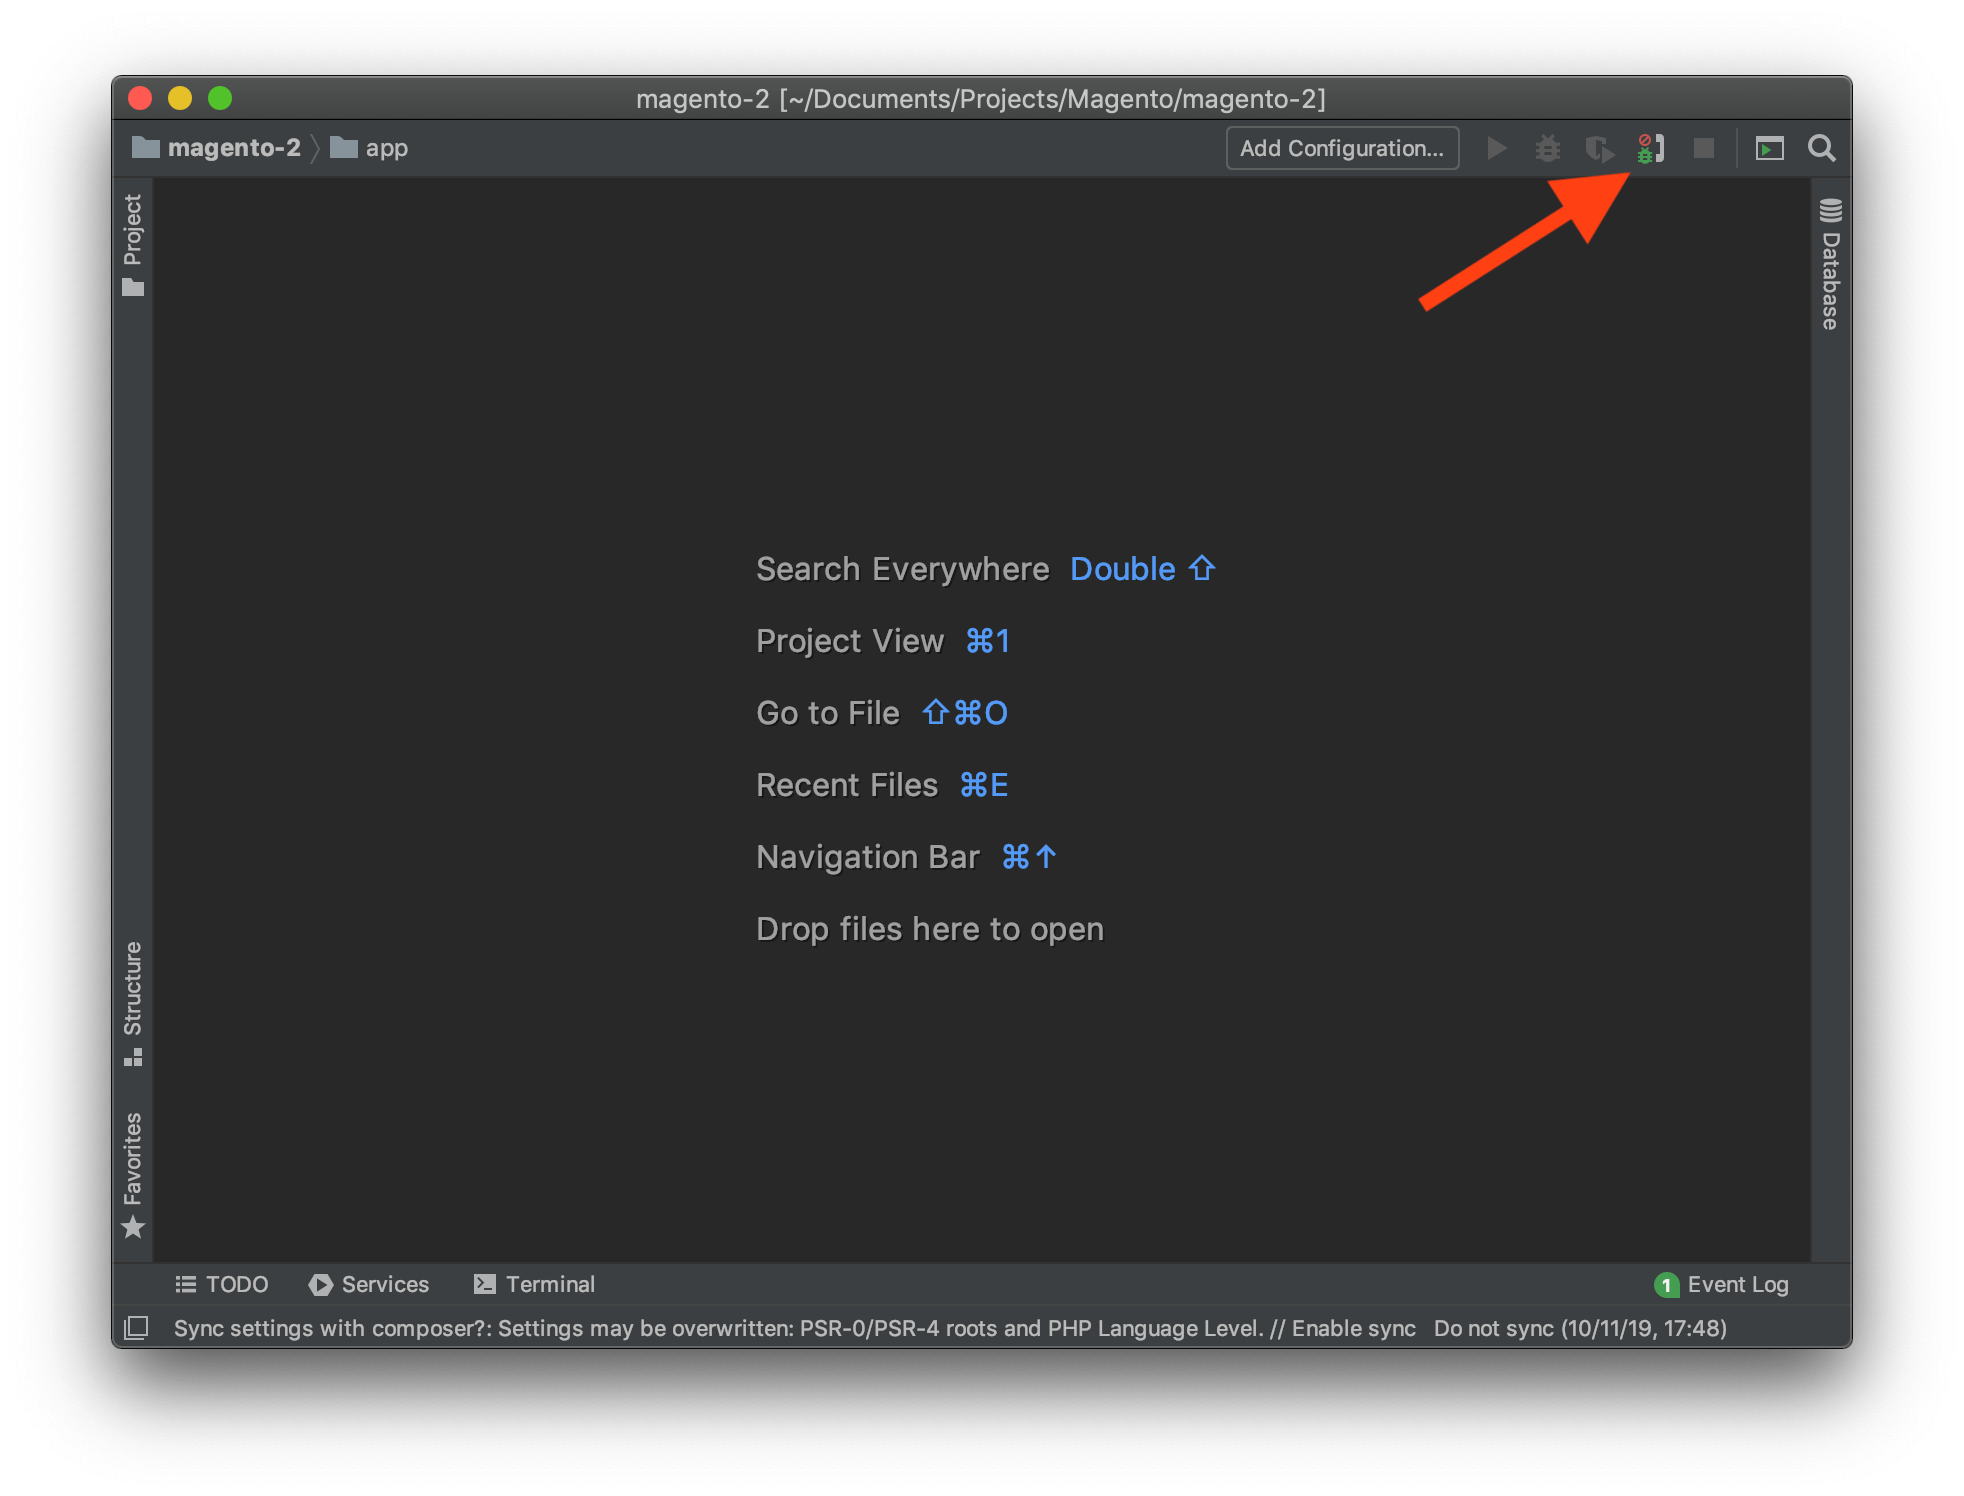 magento-2 [~/Documents/Projects/Magento/magento-2]
magento-2 app
Add Configuration...
Project
Database
Search Everywhere Double ⇧
Project View ⌘1
Go to File ⇧⌘O
Recent Files ⌘E
Navigation Bar ⌘↑
Drop files here to open
Structure
Favorites
TODO Services Terminal
1 Event Log
Sync settings with composer?: Settings may be overwritten: PSR-0/PSR-4 roots and PHP Language Level. // Enable sync Do not sync (10/11/19, 17:48)